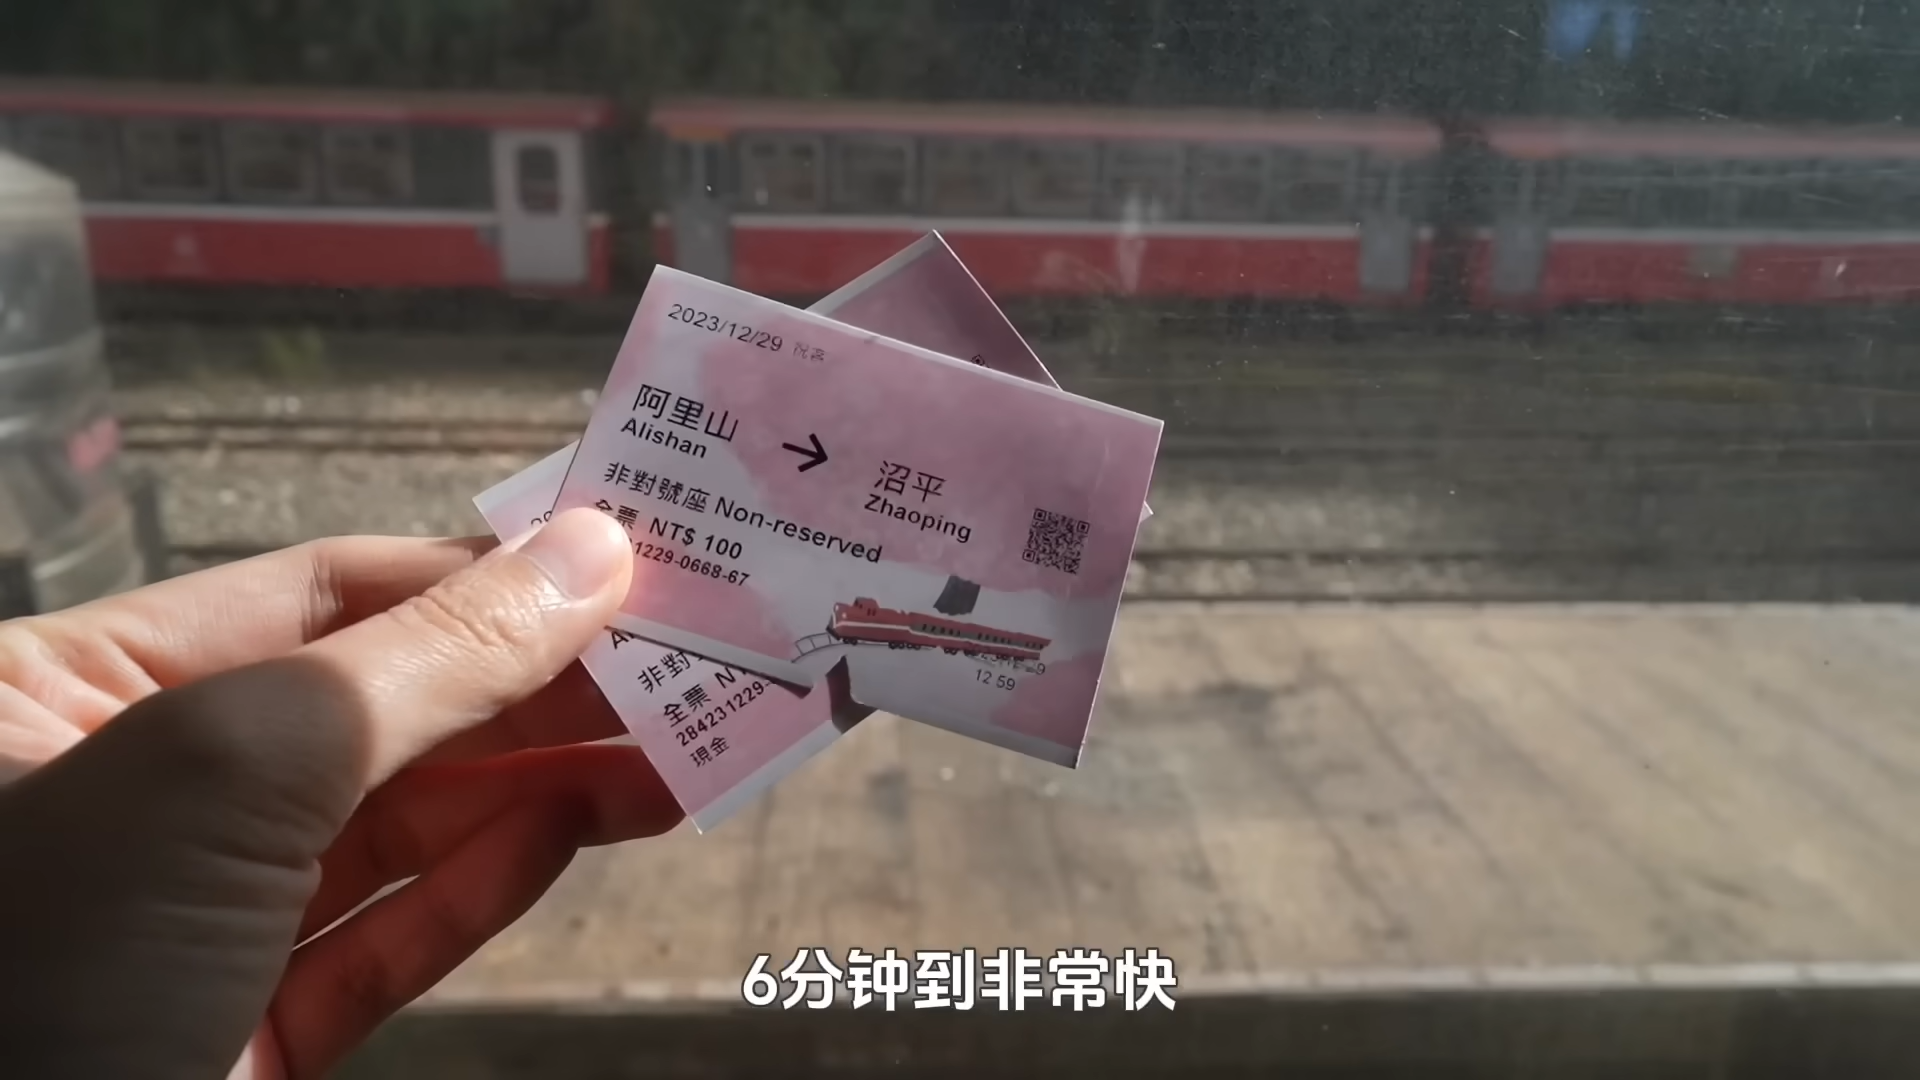 2023/12/29
阿里山
Alishan
→
沼平
Zhaoping
非對號座 Non-reserved
全票 NT$ 100
1229-0668-67
12:59
非對
全票 NT
284231229-
現金
6分钟到非常快